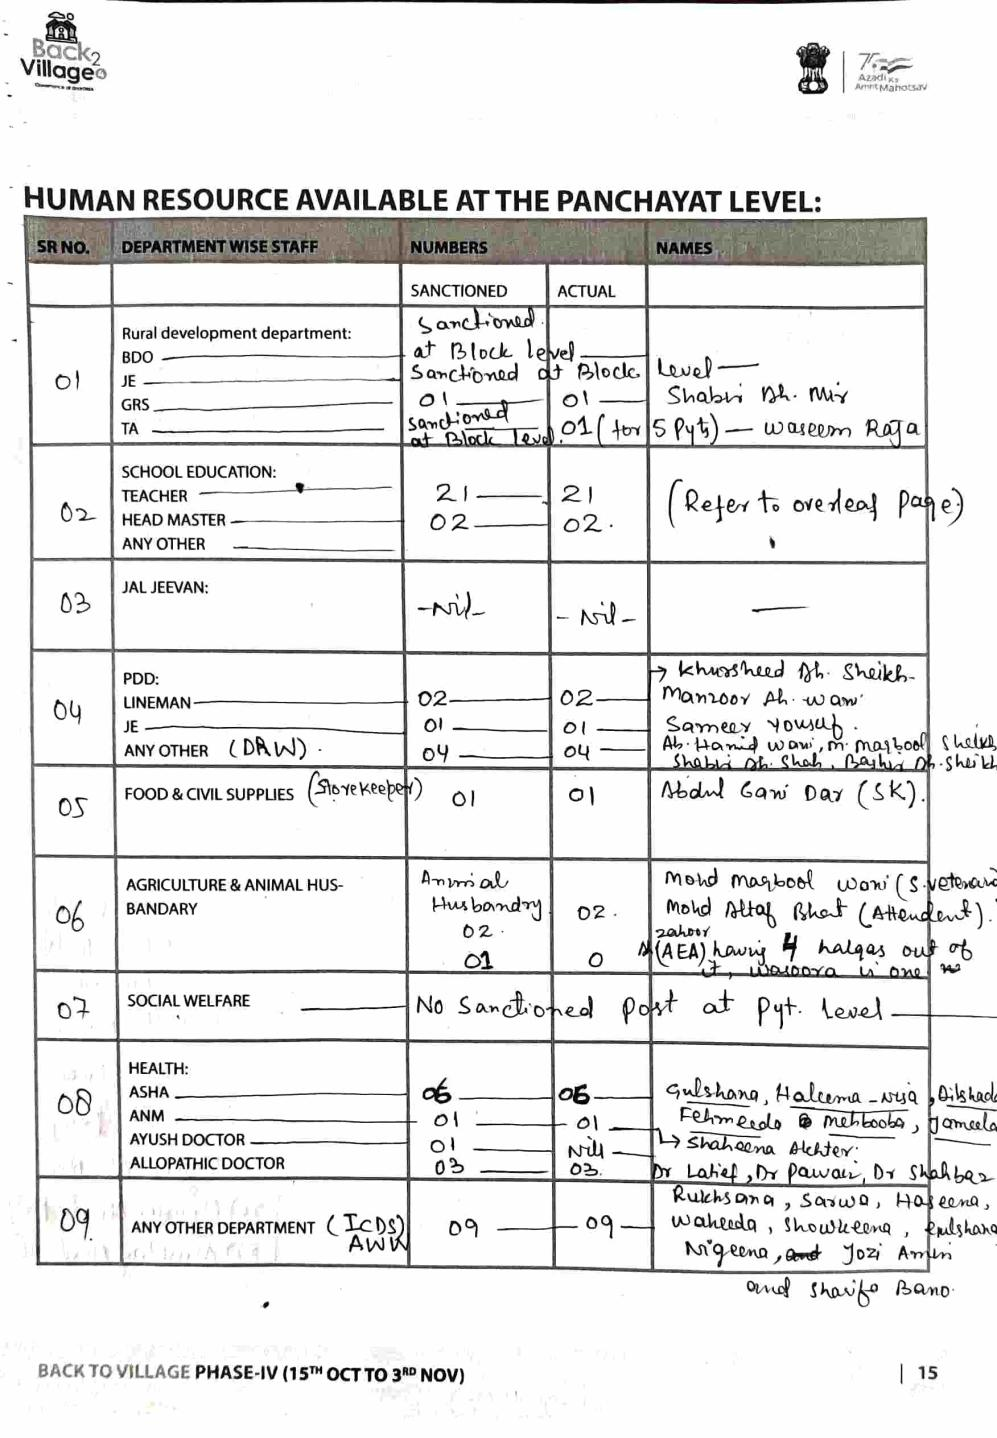 Back2
Village
Azadi Ka
Amrit Mahotsav
HUMAN RESOURCE AVAILABLE AT THE PANCHAYAT LEVEL:
SR NO. DEPARTMENT WISE STAFF NUMBERS NAMES
SANCTIONED ACTUAL
01
Rural development department:
BDO Sanctioned at Block level
JE Sanctioned at Block Level
GRS 01 01 Shabir Ah. Mir
TA Sanctioned at Block level. 01 (for 5 Pyts) — Waseem Raja
02
SCHOOL EDUCATION:
TEACHER 21 21 (Refer to overleaf page)
HEAD MASTER 02 02.
ANY OTHER
03 JAL JEEVAN: -Nil- -Nil- —
04
PDD:
LINEMAN 02 02 → Khursheed Ah. Sheikh-
Manzoor Ah. Wani
JE 01 01 Sameer Yousuf.
ANY OTHER (DRW). 04 04 Ab. Hamid Wani, M. Maqbool Sheikh
Shabir Ah. Shah, Bashir Ah. Sheikh
05 FOOD & CIVIL SUPPLIES (Storekeeper) 01 01 Abdul Gani Dar (SK).
06
AGRICULTURE & ANIMAL HUS-
BANDARY
Animal
Husbandry
02. 02.
Mohd Maqbool Wani (S.
Mohd Altaf Bhat (Attendent).
01 0 zahoor
(AEA) having 4 halqas out of
it, wasoora is one
07 SOCIAL WELFARE No Sanctioned Post at Pyt. Level
08
HEALTH:
ASHA 06 06 Gulshana, Haleema-Nisa, Dilshada
Fehmeeda Mehbooba, Jameela
ANM 01 01 → Shaheena Akhter.
AYUSH DOCTOR 01 Nill
ALLOPATHIC DOCTOR 03 03. Dr Latief, Dr Pawaiz, Dr Shahbaz
09.
ANY OTHER DEPARTMENT (ICDS)
AWW
09 09
Rukhsana, Sarwa, Haseena,
Waheeda, Showkeena, Gulshana
Nigeena, and Jozi Amin
and Sharifa Bano.
BACK TO VILLAGE PHASE-IV (15TH OCT TO 3RD NOV) | 15